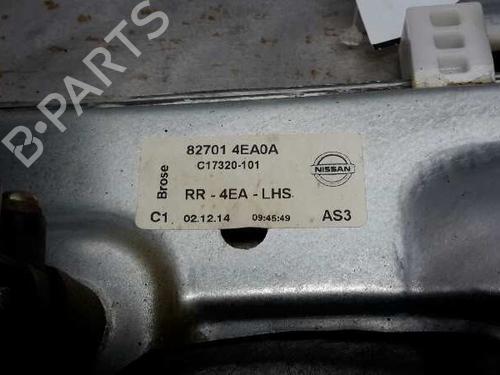 82701 4EA0A
C17320-101
Brose
NISSAN
RR - 4EA - LHS
C1 02.12.14 09:45:49 AS3
B-PARTS